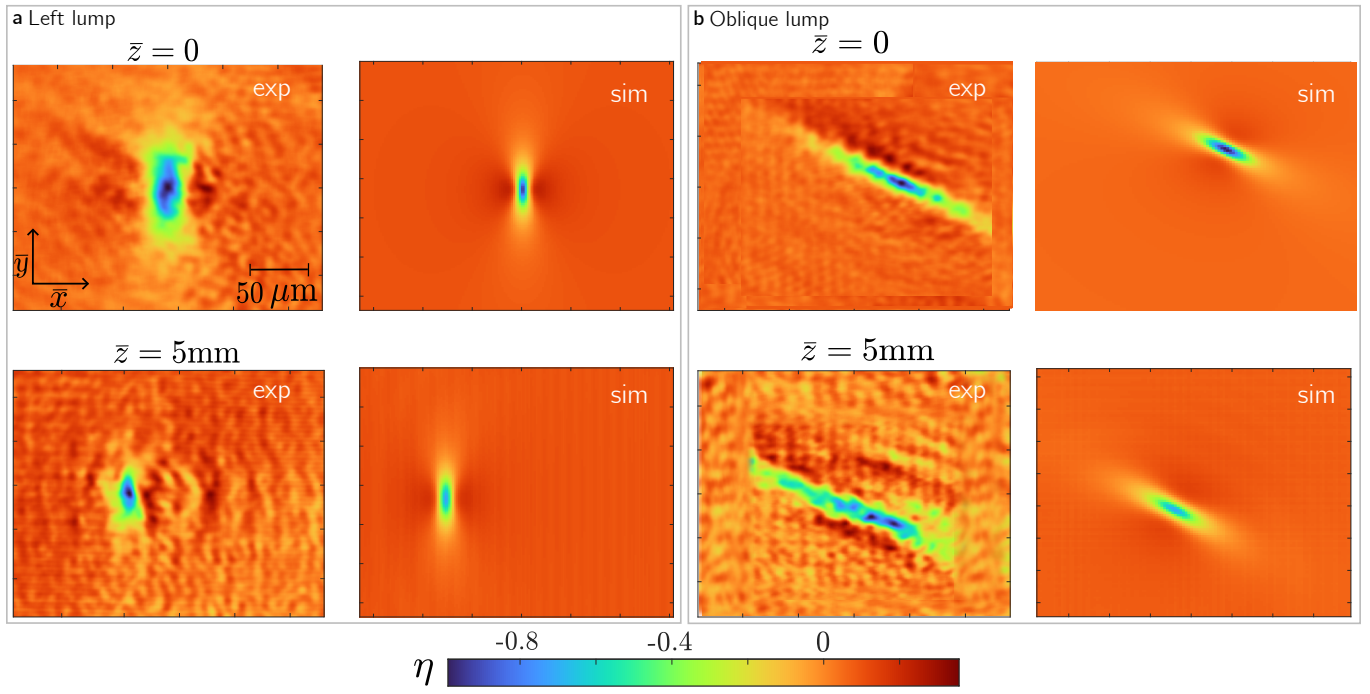 a Left lump
z̄ = 0
exp
sim
ȳ
x̄
50 μm
z̄ = 5mm
exp
sim
b Oblique lump
z̄ = 0
exp
sim
z̄ = 5mm
exp
sim
-0.8 -0.4 0
η